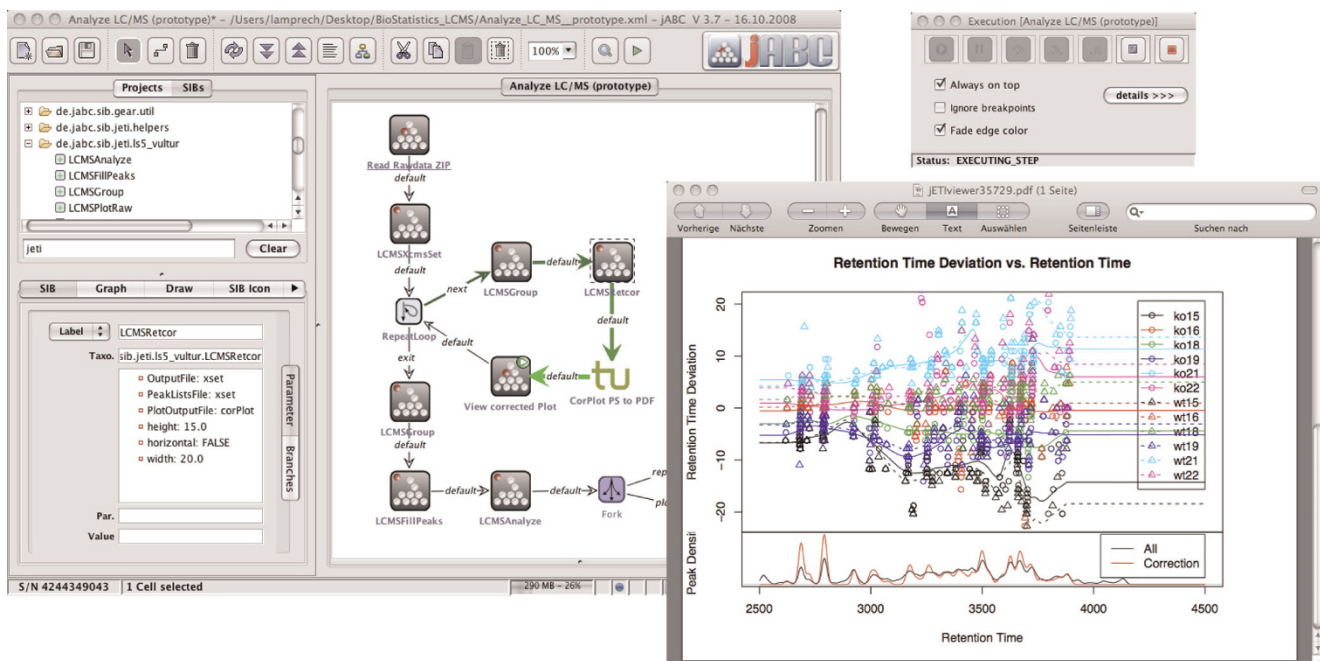 Analyze LC/MS (prototype)* - /Users/lamprech/Desktop/BioStatistics_LCMS/Analyze_LC_MS__prototype.xml - jABC V 3.7 - 16.10.2008
100%
jABC
Projects
SIBs
de.jabc.sib.gear.util
de.jabc.sib.jeti.helpers
de.jabc.sib.jeti.ls5_vultur
LCMSAnalyze
LCMSFillPeaks
LCMSGroup
LCMSPlotRaw
jeti
Clear
SIB
Graph
Draw
SIB Icon
Label
LCMSRetcor
Taxo.
sib.jeti.ls5_vultur.LCMSRetcor
OutputFile: xset
PeakListsFile: xset
PlotOutputFile: corPlot
height: 15.0
horizontal: FALSE
width: 20.0
Parameter
Branches
Par.
Value
S/N 4244349043
1 Cell selected
290 MB - 26%
Analyze LC/MS (prototype)
Read Rawdata ZIP
default
LCMSXcmsSet
default
RepeatLoop
next
LCMSGroup
default
LCMSRetcor
default
CorPlot PS to PDF
default
View corrected Plot
default
exit
LCMSGroup
default
LCMSFillPeaks
default
LCMSAnalyze
default
Fork
Execution [Analyze LC/MS (prototype)]
Always on top
Ignore breakpoints
Fade edge color
details >>>
Status: EXECUTING_STEP
jETIviewer35729.pdf (1 Seite)
Vorherige
Nächste
Zoomen
Bewegen
Text
Auswählen
Seitenleiste
Suchen nach
Retention Time Deviation vs. Retention Time
Retention Time Deviation
20
10
0
-10
-20
ko15
ko16
ko18
ko19
ko21
ko22
wt15
wt16
wt18
wt19
wt21
wt22
Peak Densi
All
Correction
2500
3000
3500
4000
4500
Retention Time